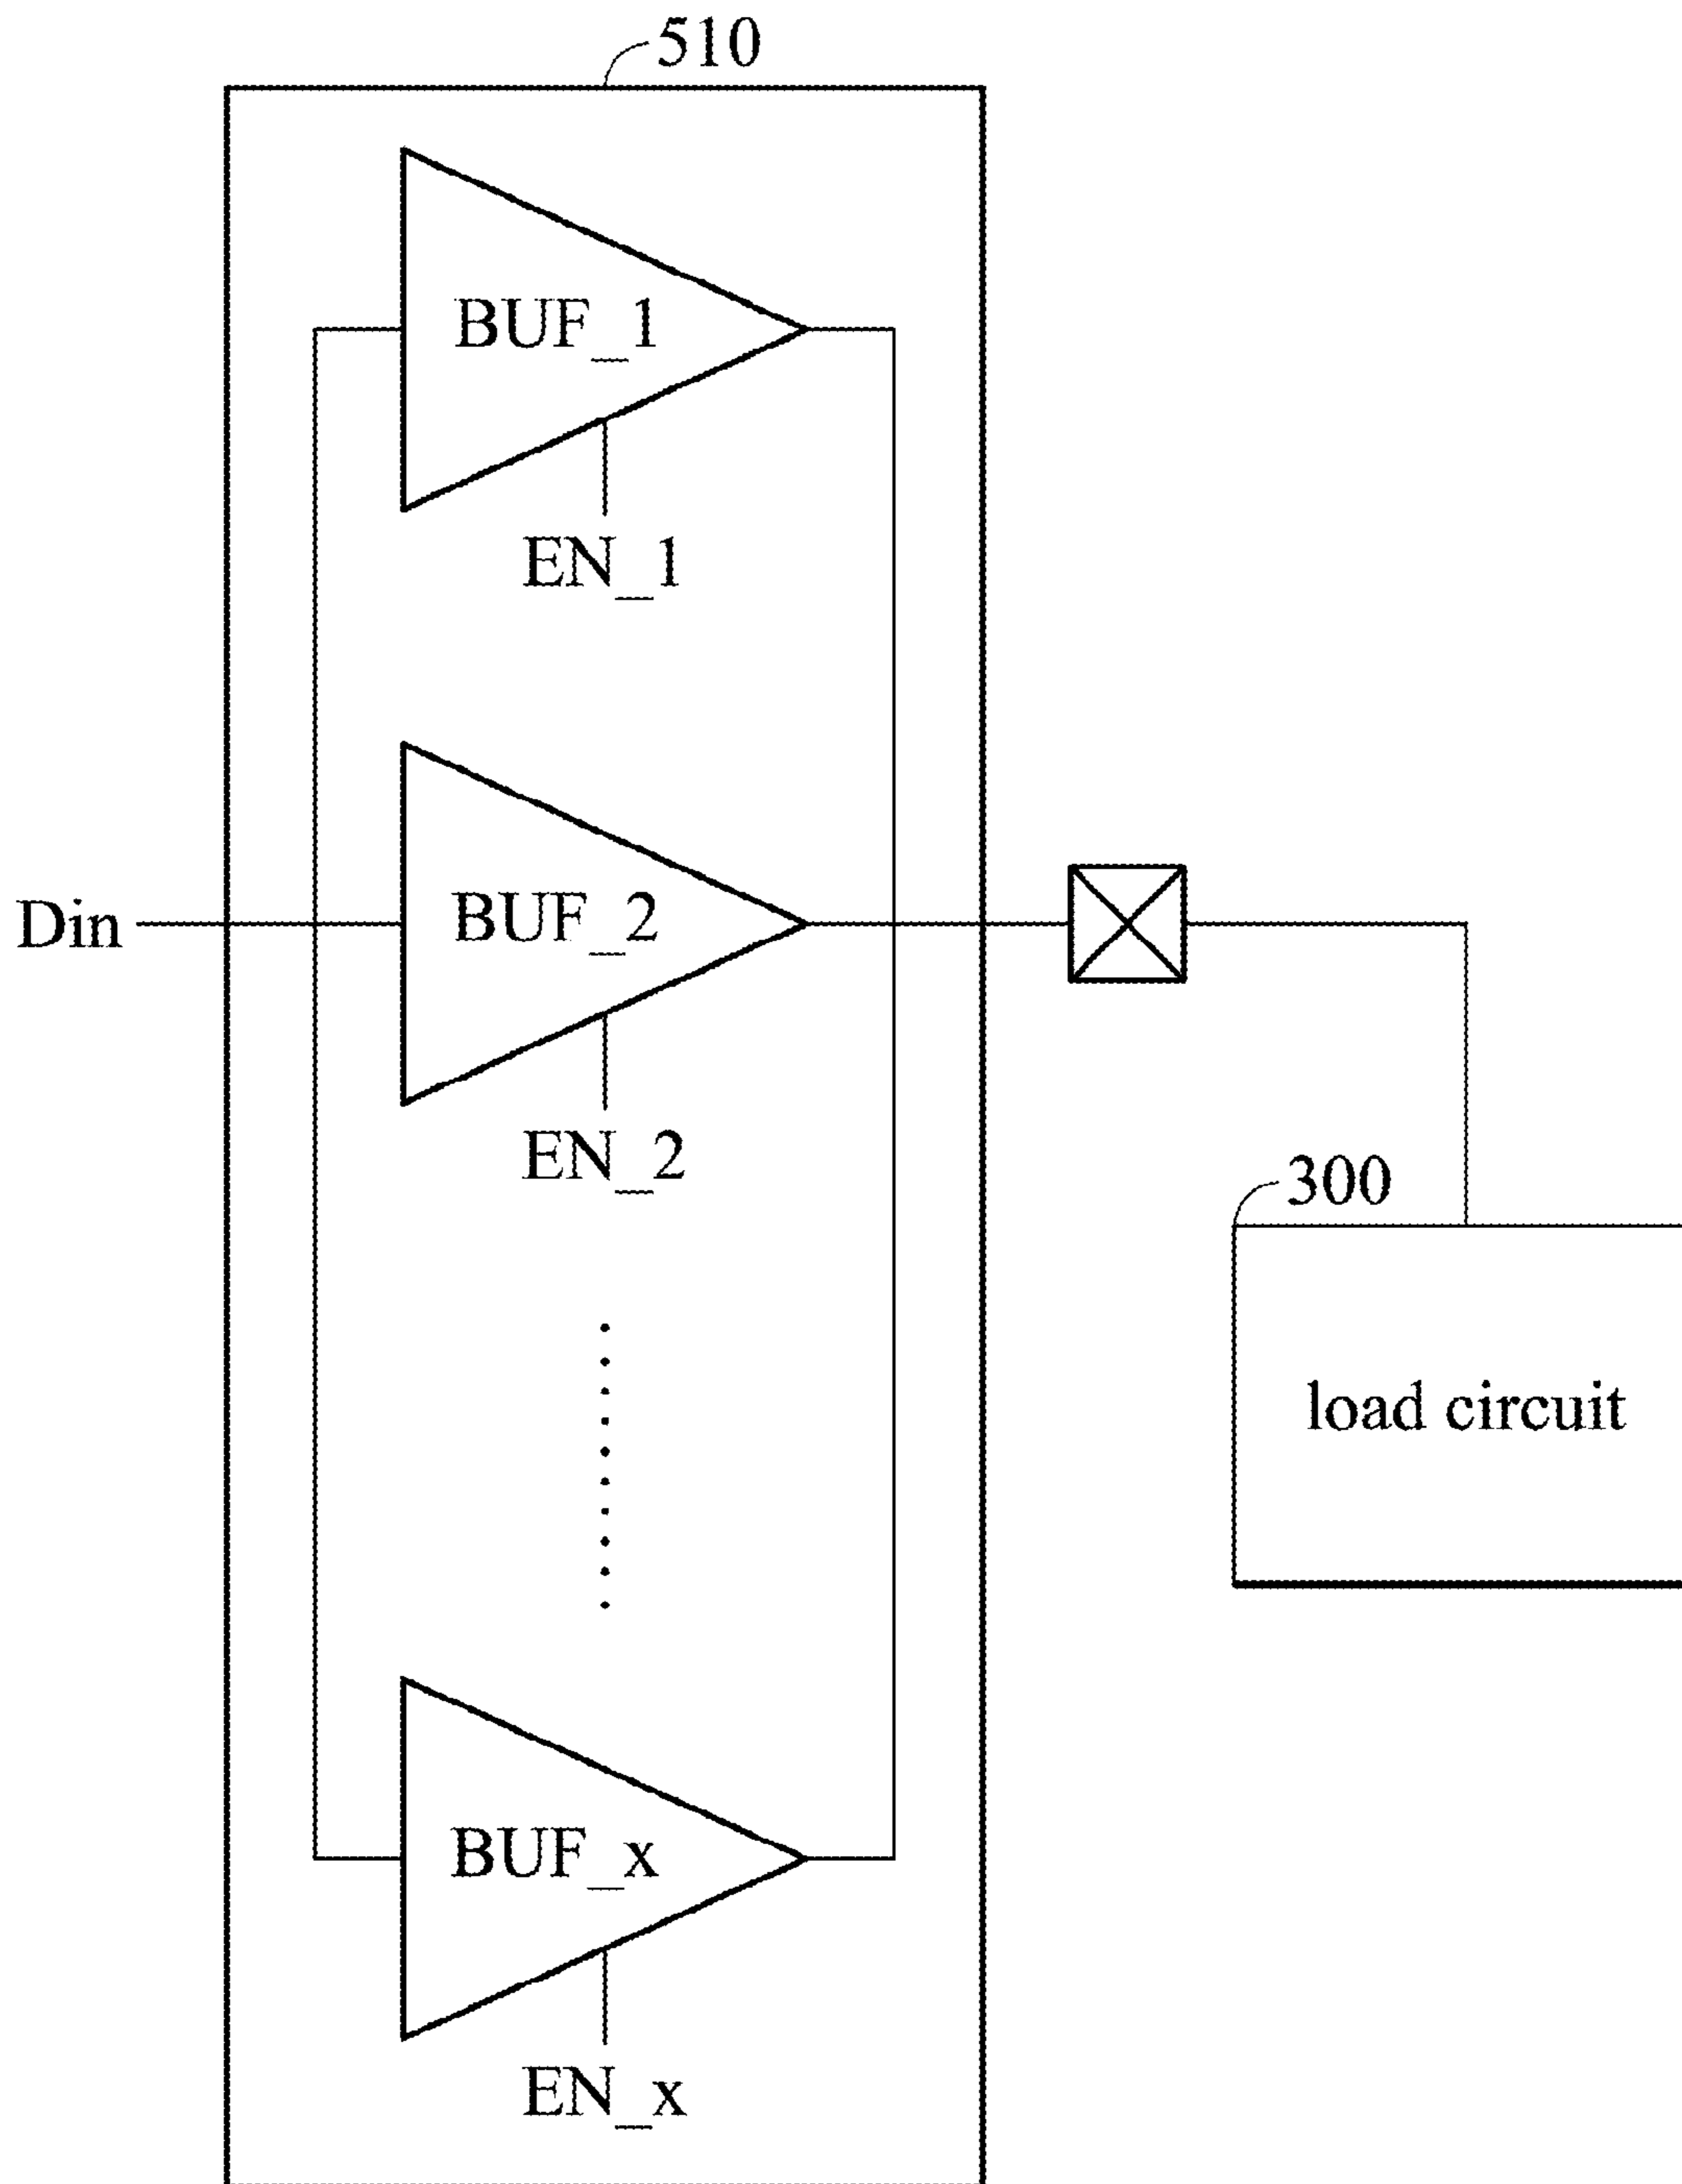 510
BUF_1
EN_1
Din
BUF_2
EN_2
300
load circuit
BUF_x
EN_x